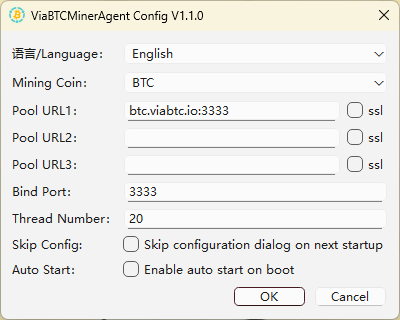 ViaBTCMinerAgent Config V1.1.0
语言/Language: English
Mining Coin: BTC
Pool URL1: btc.viabtc.io:3333 ssl
Pool URL2: ssl
Pool URL3: ssl
Bind Port: 3333
Thread Number: 20
Skip Config: Skip configuration dialog on next startup
Auto Start: Enable auto start on boot
OK Cancel